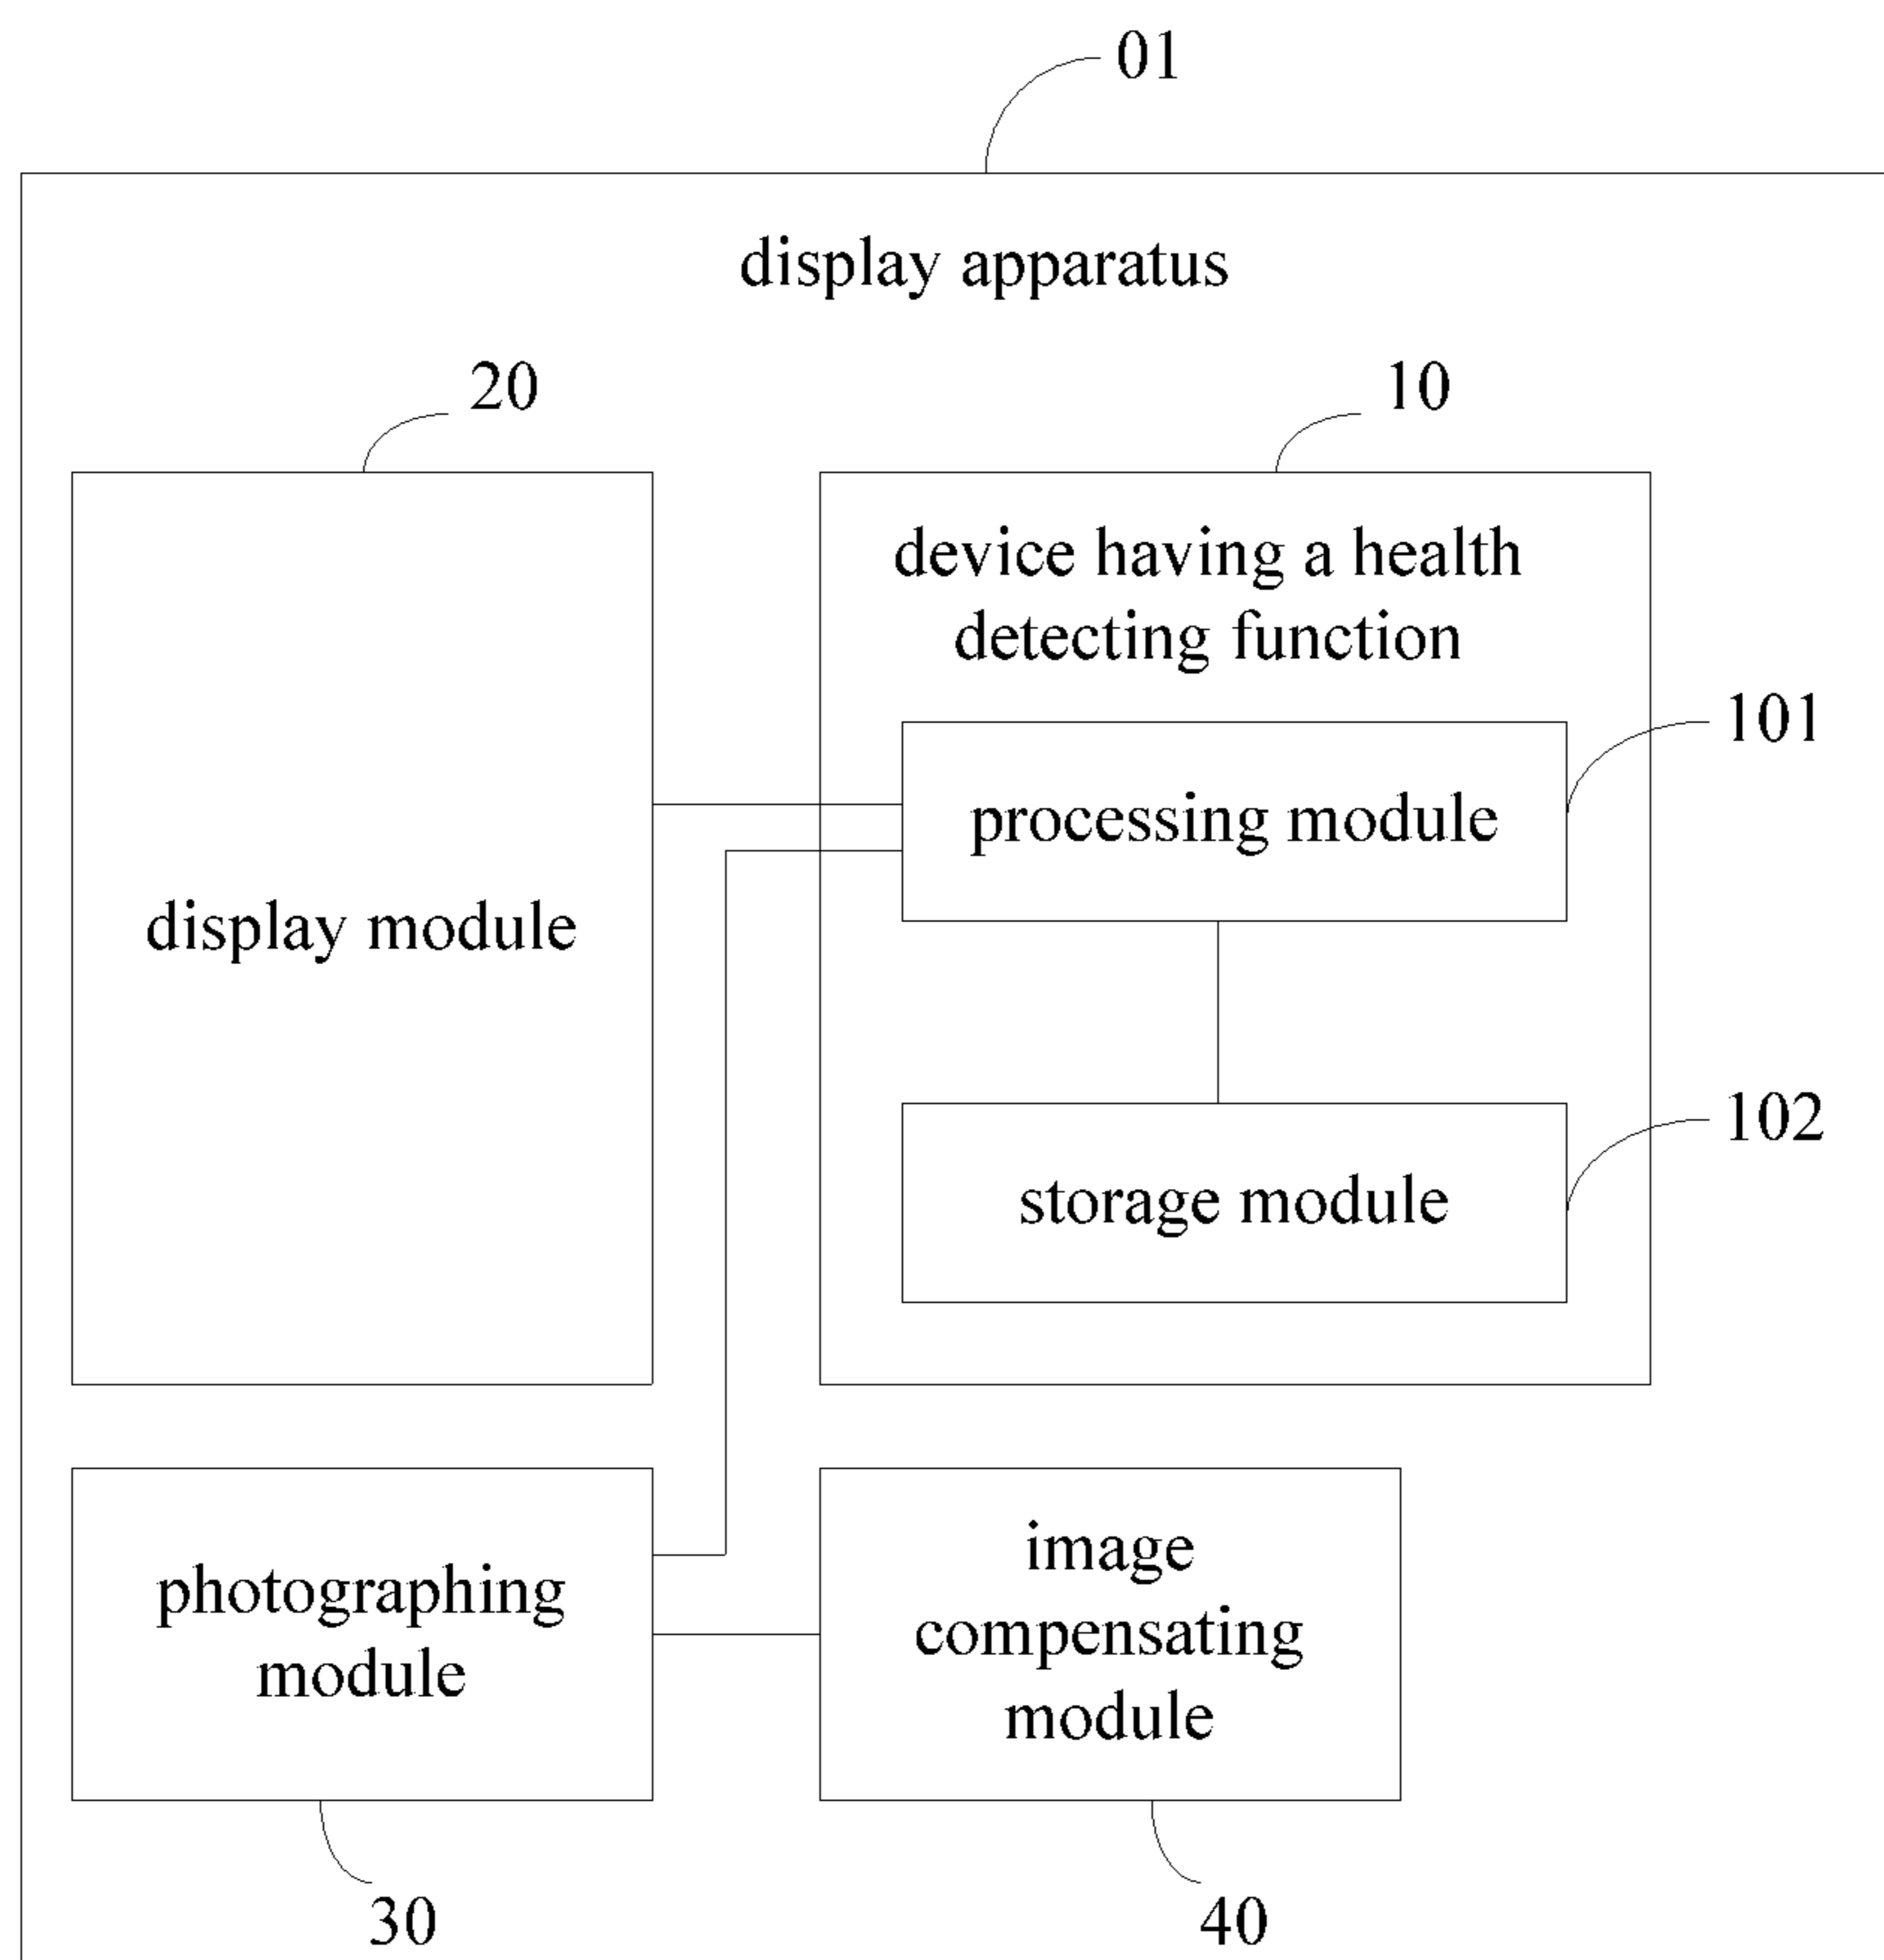 01
display apparatus
20
10
device having a health
detecting function
101
processing module
display module
102
storage module
photographing
module
image
compensating
module
30
40